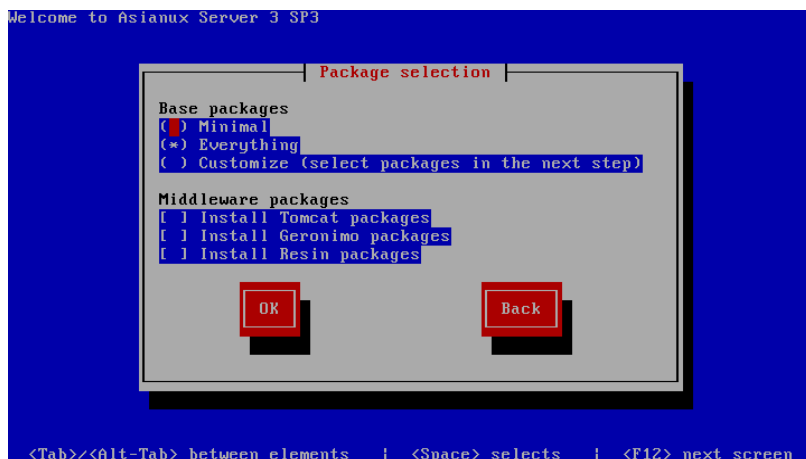 Welcome to Asianux Server 3 SP3
Package selection
Base packages
( ) Minimal
(*) Everything
( ) Customize (select packages in the next step)
Middleware packages
[ ] Install Tomcat packages
[ ] Install Geronimo packages
[ ] Install Resin packages
OK Back
<Tab>/<Alt-Tab> between elements | <Space> selects | <F12> next screen